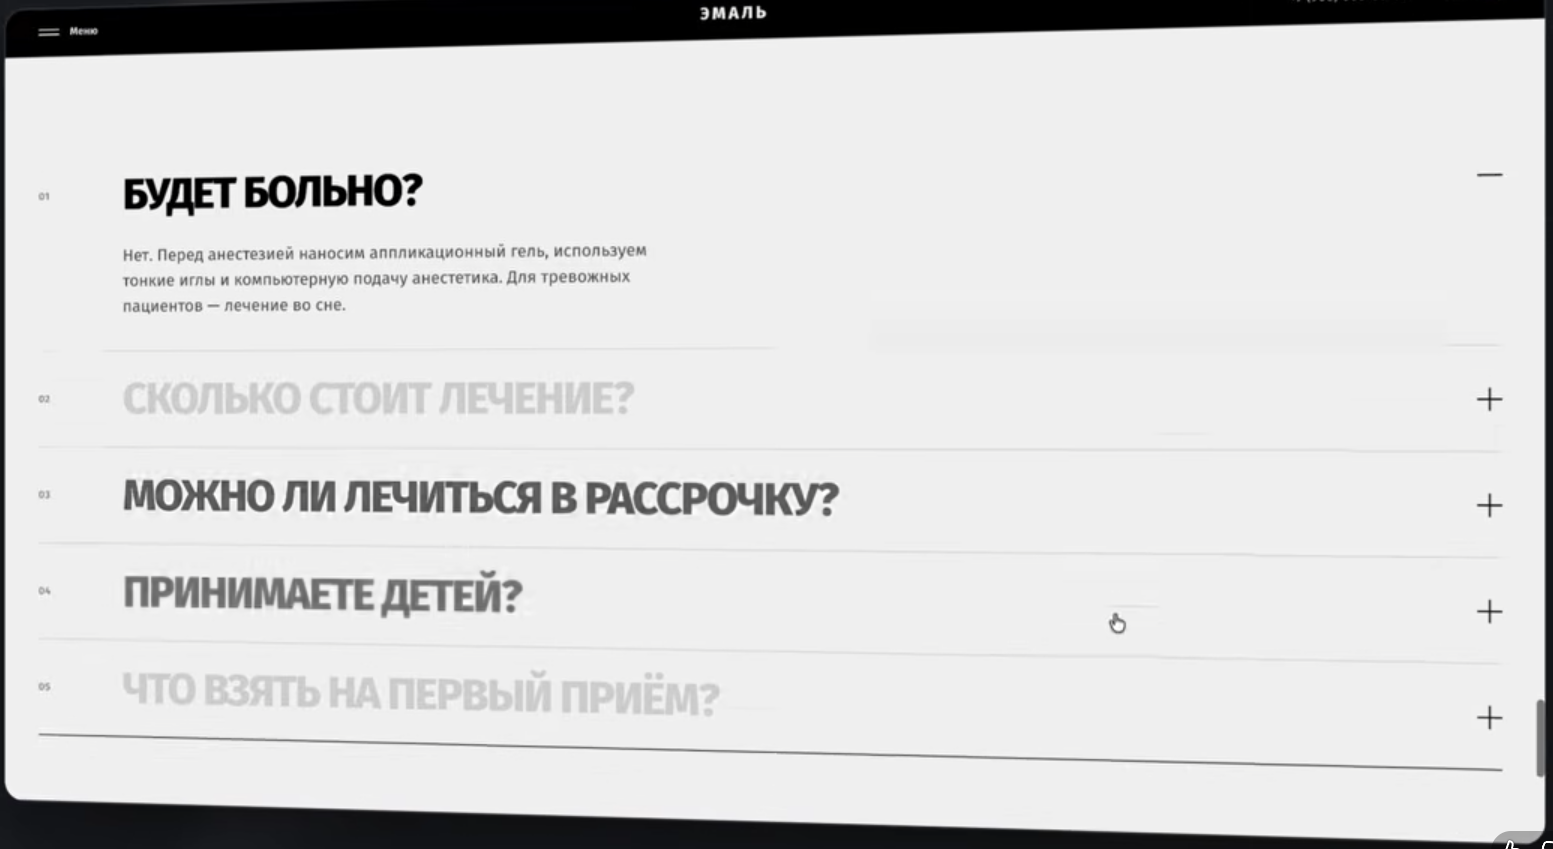 ЭМАЛЬ
Меню
01
БУДЕТ БОЛЬНО?
Нет. Перед анестезией наносим аппликационный гель, используем
тонкие иглы и компьютерную подачу анестетика. Для тревожных
пациентов — лечение во сне.
02
СКОЛЬКО СТОИТ ЛЕЧЕНИЕ?
03
МОЖНО ЛИ ЛЕЧИТЬСЯ В РАССРОЧКУ?
04
ПРИНИМАЕТЕ ДЕТЕЙ?
05
ЧТО ВЗЯТЬ НА ПЕРВЫЙ ПРИЁМ?